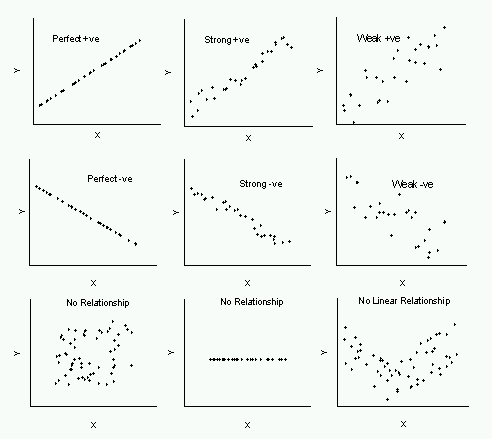 Perfect +ve
Strong +ve
Weak +ve
Y
Y
Y
X
X
X
Perfect -ve
Strong -ve
Weak -ve
Y
Y
Y
X
X
X
No Relationship
No Relationship
No Linear Relationship
Y
Y
Y
X
X
X